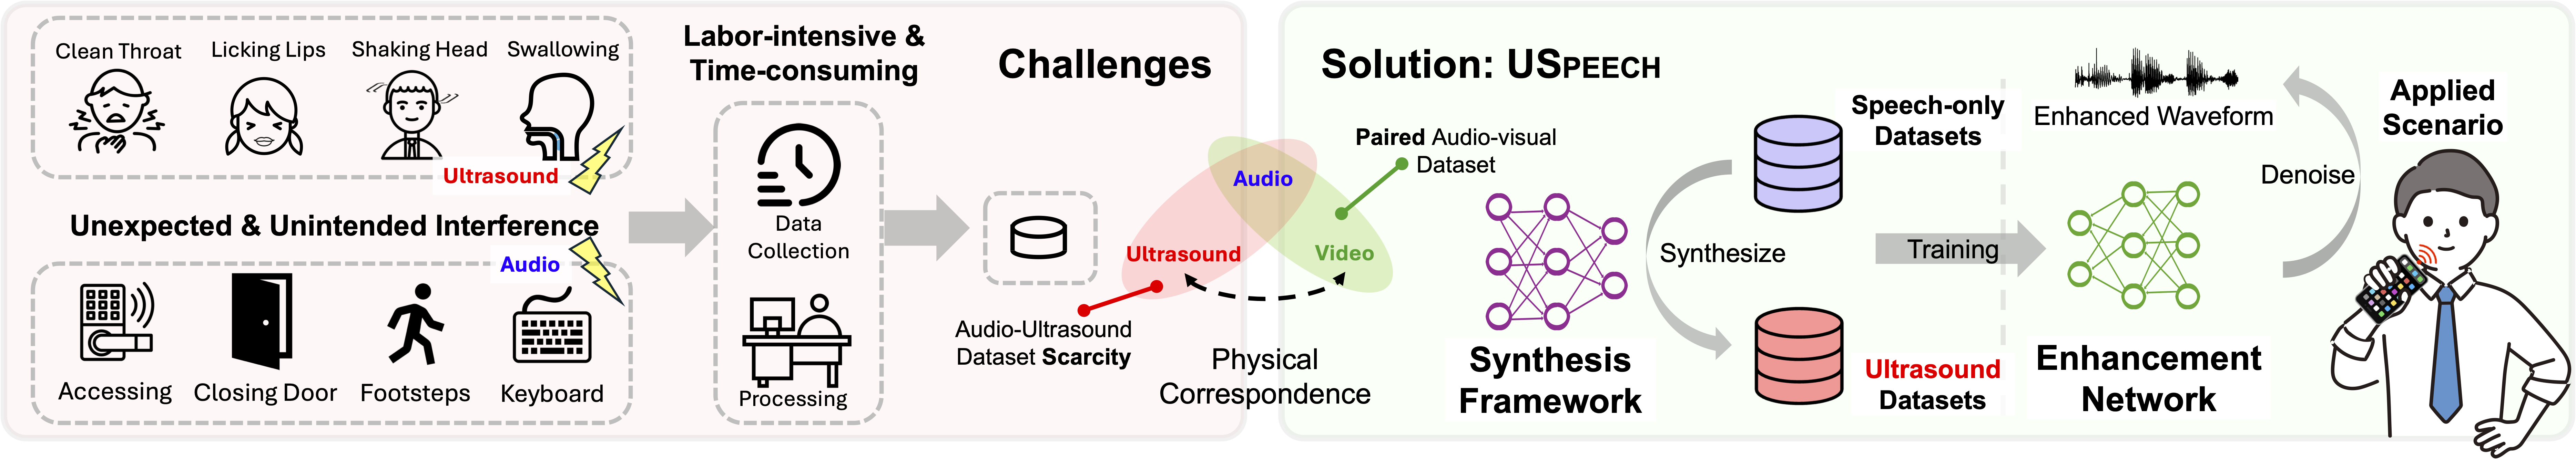 Clean Throat
Licking Lips
Shaking Head
Swallowing
Ultrasound
Unexpected & Unintended Interference
Audio
Accessing
Closing Door
Footsteps
Keyboard
Labor-intensive &
Time-consuming
Data
Collection
Processing
Challenges
Audio-Ultrasound
Dataset Scarcity
Ultrasound
Audio
Video
Physical
Correspondence
Solution: USPEECH
Paired Audio-visual
Dataset
Synthesis
Framework
Synthesize
Speech-only
Datasets
Ultrasound
Datasets
Training
Enhanced Waveform
Enhancement
Network
Denoise
Applied
Scenario